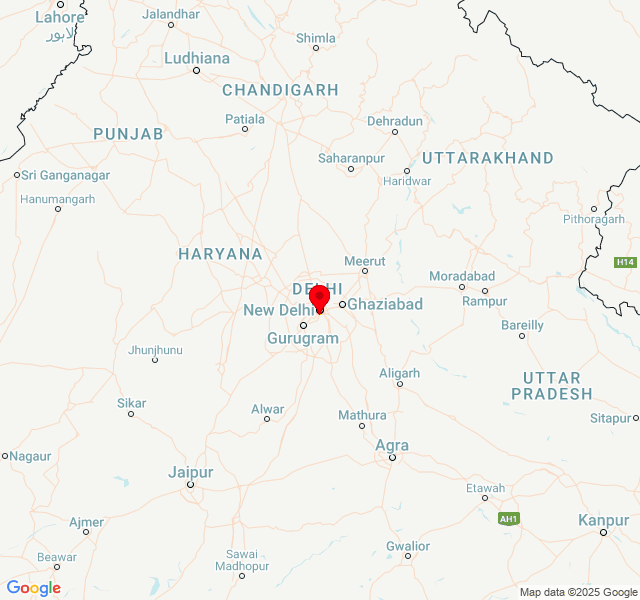 Jalandhar
Lahore
لاہور
Shimla
Ludhiana
CHANDIGARH
Patiala
Dehradun
PUNJAB
Saharanpur
UTTARAKHAND
Sri Ganganagar
Haridwar
Hanumangarh
Pithoragarh
HARYANA
Meerut
H14
Moradabad
DELHI
Rampur
New Delhi
Ghaziabad
Bareilly
Gurugram
Jhunjhunu
Aligarh
UTTAR
PRADESH
Sikar
Alwar
Mathura
Sitapur
Agra
Nagaur
Jaipur
Etawah
AH1
Kanpur
Ajmer
Gwalior
Sawai
Madhopur
Beawar
Google
Map data ©2025 Google